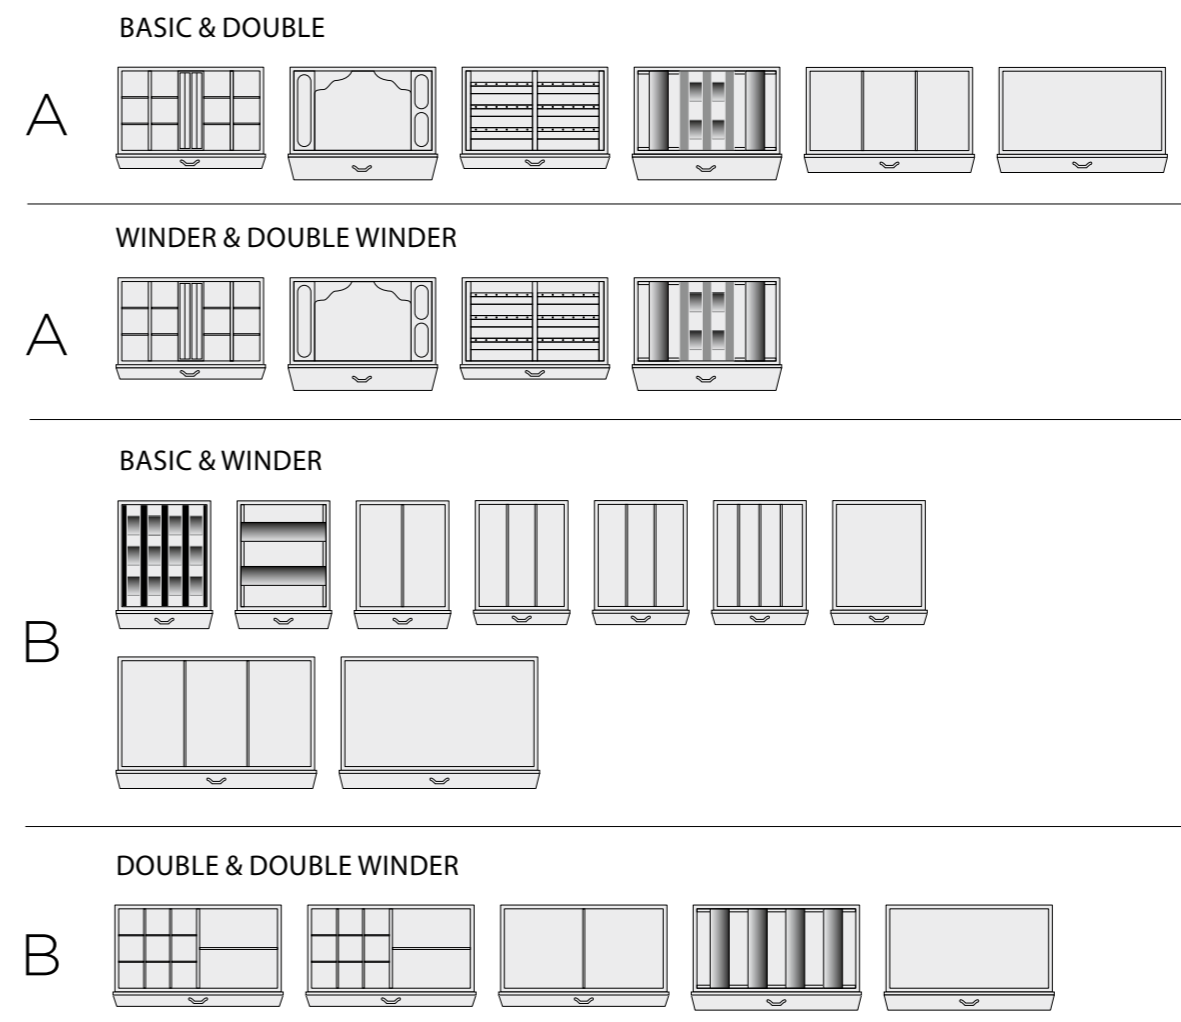 BASIC & DOUBLE
A
WINDER & DOUBLE WINDER
A
BASIC & WINDER
B
DOUBLE & DOUBLE WINDER
B